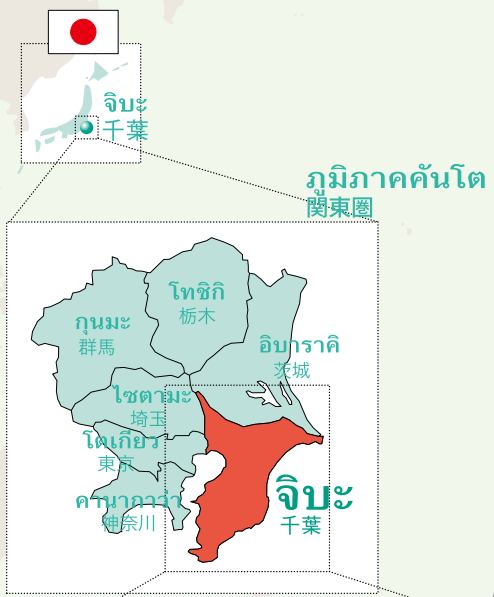 จิบะ
千葉
ภูมิภาคคันโต
関東圏
โทชิกิ
栃木
กุนมะ
群馬
อิบาราคิ
茨城
ไซตามะ
埼玉
โตเกียว
東京
คานากาว่า
神奈川
จิบะ
千葉